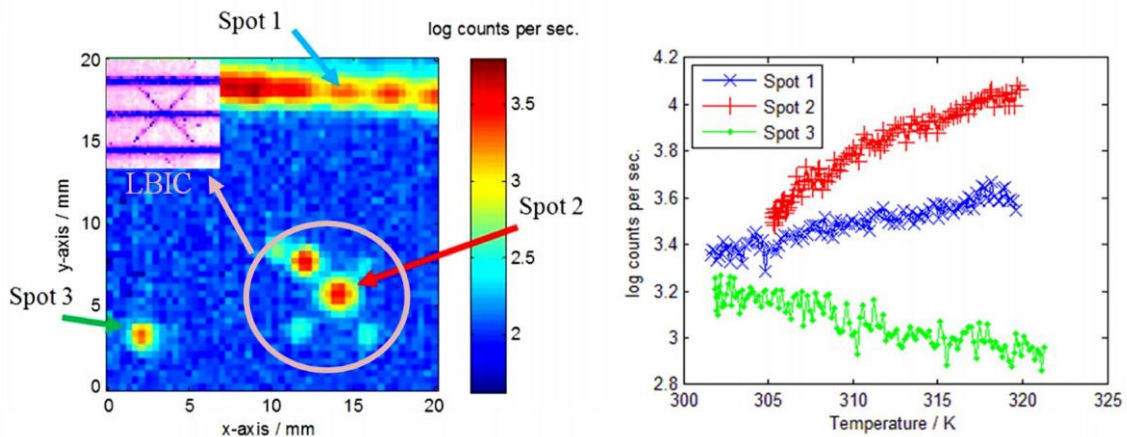 Spot 1
log counts per sec.
20
15
10
5
0
y-axis / mm
LBIC
Spot 2
Spot 3
0
5
10
15
20
x-axis / mm
3.5
3
2.5
2
4.2
4
3.8
3.6
3.4
3.2
3
2.8
log counts per sec.
Spot 1
Spot 2
Spot 3
300
305
310
315
320
325
Temperature / K